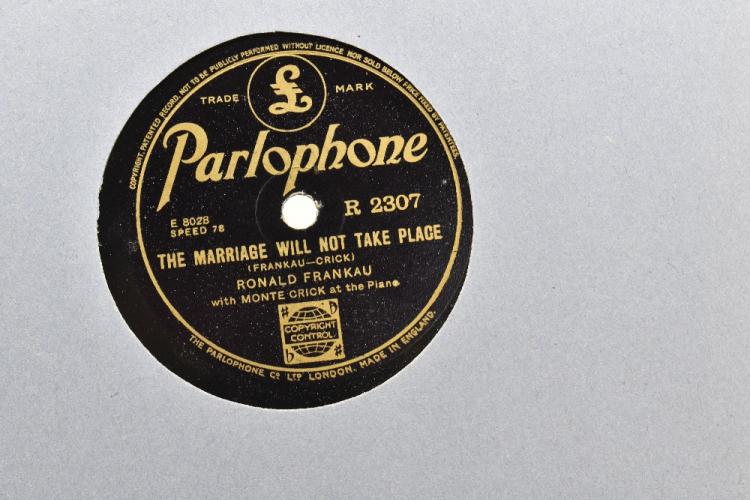 COPYRIGHT. PATENTED RECORD. NOT TO BE PUBLICLY PERFORMED WITHOUT LICENCE NOR SOLD BELOW PRICE FIXED BY PATENTEES.
TRADE £ MARK
Parlophone
E 8028
SPEED 78
R 2307
THE MARRIAGE WILL NOT TAKE PLACE
(FRANKAU—CRICK)
RONALD FRANKAU
with MONTE CRICK at the Piano
COPYRIGHT
CONTROL.
THE PARLOPHONE Co LTD LONDON. MADE IN ENGLAND.